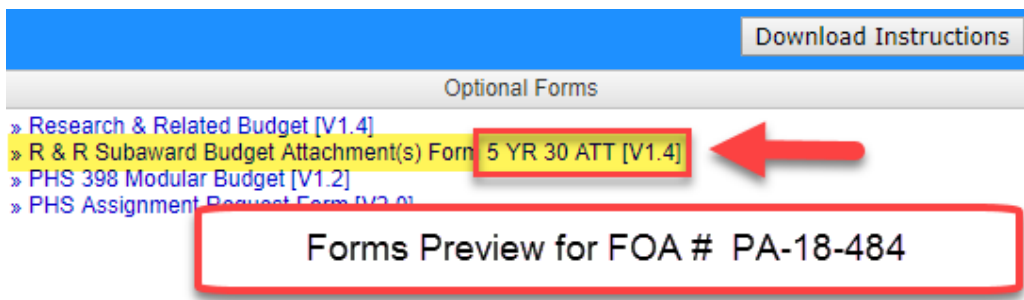 Download Instructions
Optional Forms
» Research & Related Budget [V1.4]
» R & R Subaward Budget Attachment(s) Form 5 YR 30 ATT [V1.4]
» PHS 398 Modular Budget [V1.2]
» PHS Assignment Request Form [V2.0]
Forms Preview for FOA # PA-18-484